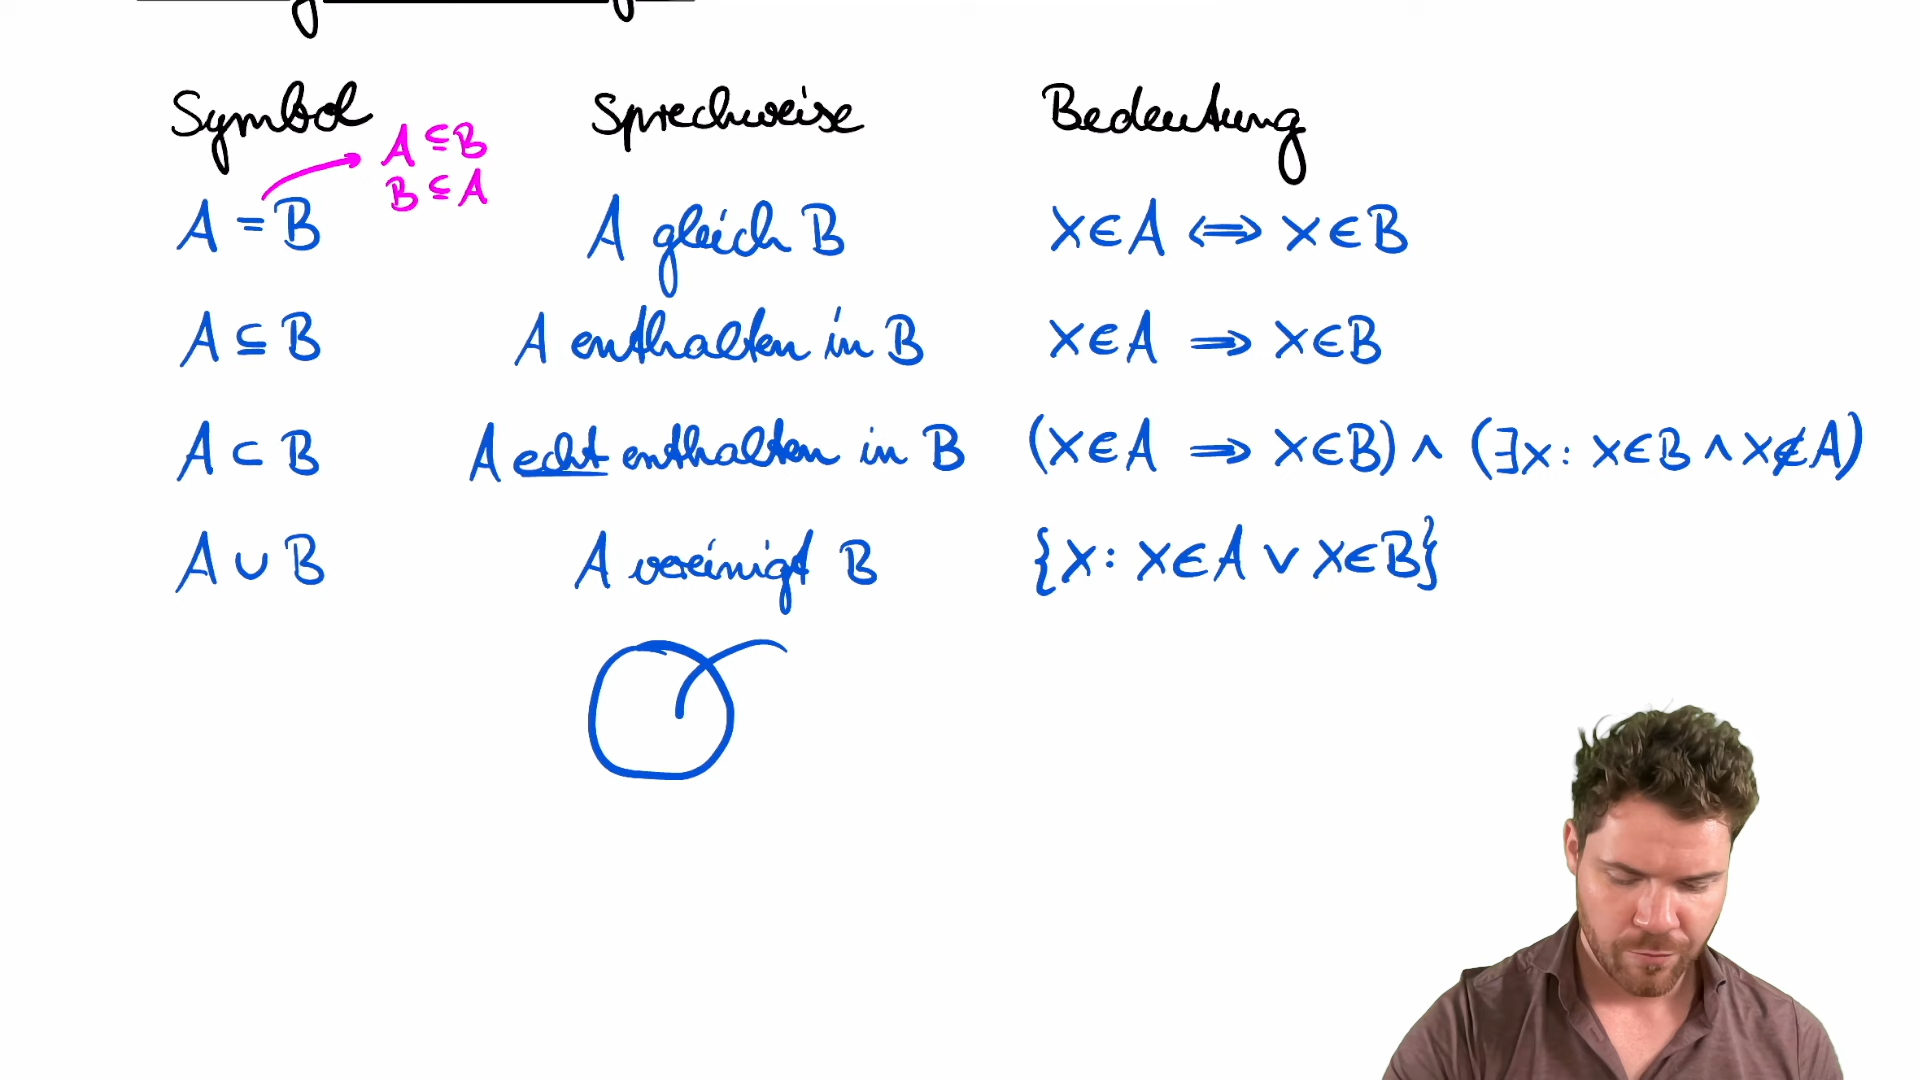 Symbol Sprechweise Bedeutung
A ⊆ B
B ⊆ A
A = B A gleich B x∈A ⟺ x∈B
A ⊆ B A enthalten in B x∈A ⟹ x∈B
A ⊂ B A echt enthalten in B (x∈A ⟹ x∈B) ∧ (∃x: x∈B ∧ x∉A)
A ∪ B A vereinigt B {x: x∈A ∨ x∈B}